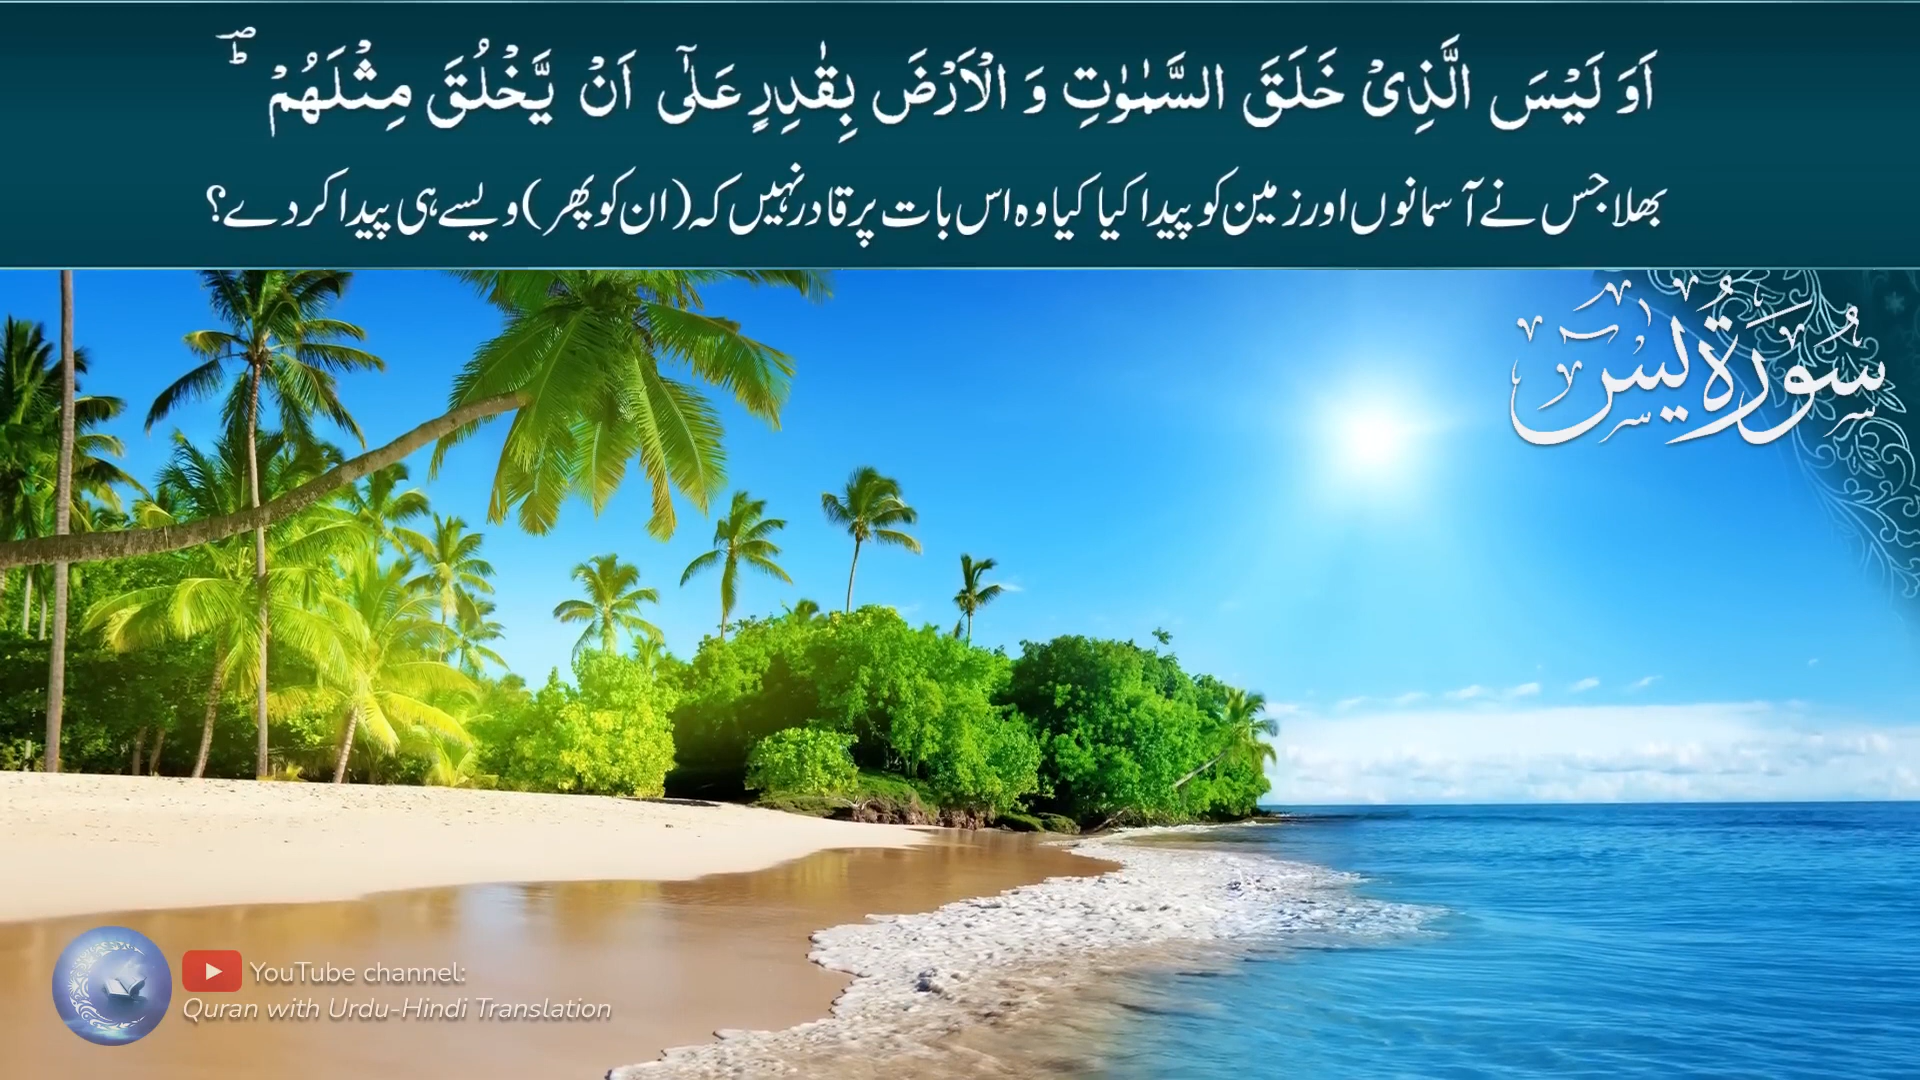 اَوَ لَيْسَ الَّذِىْ خَلَقَ السَّمٰوٰتِ وَ الْاَرْضَ بِقٰدِرٍ عَلٰٓى اَنْ يَّخْلُقَ مِثْلَهُمْ ؕ
بھلا جس نے آسمانوں اور زمین کو پیدا کیا کیا وہ اس بات پر قادر نہیں کہ (ان کو پھر) ویسے ہی پیدا کر دے؟
سُوْرَةُ يٰسٓ
YouTube channel:
Quran with Urdu-Hindi Translation